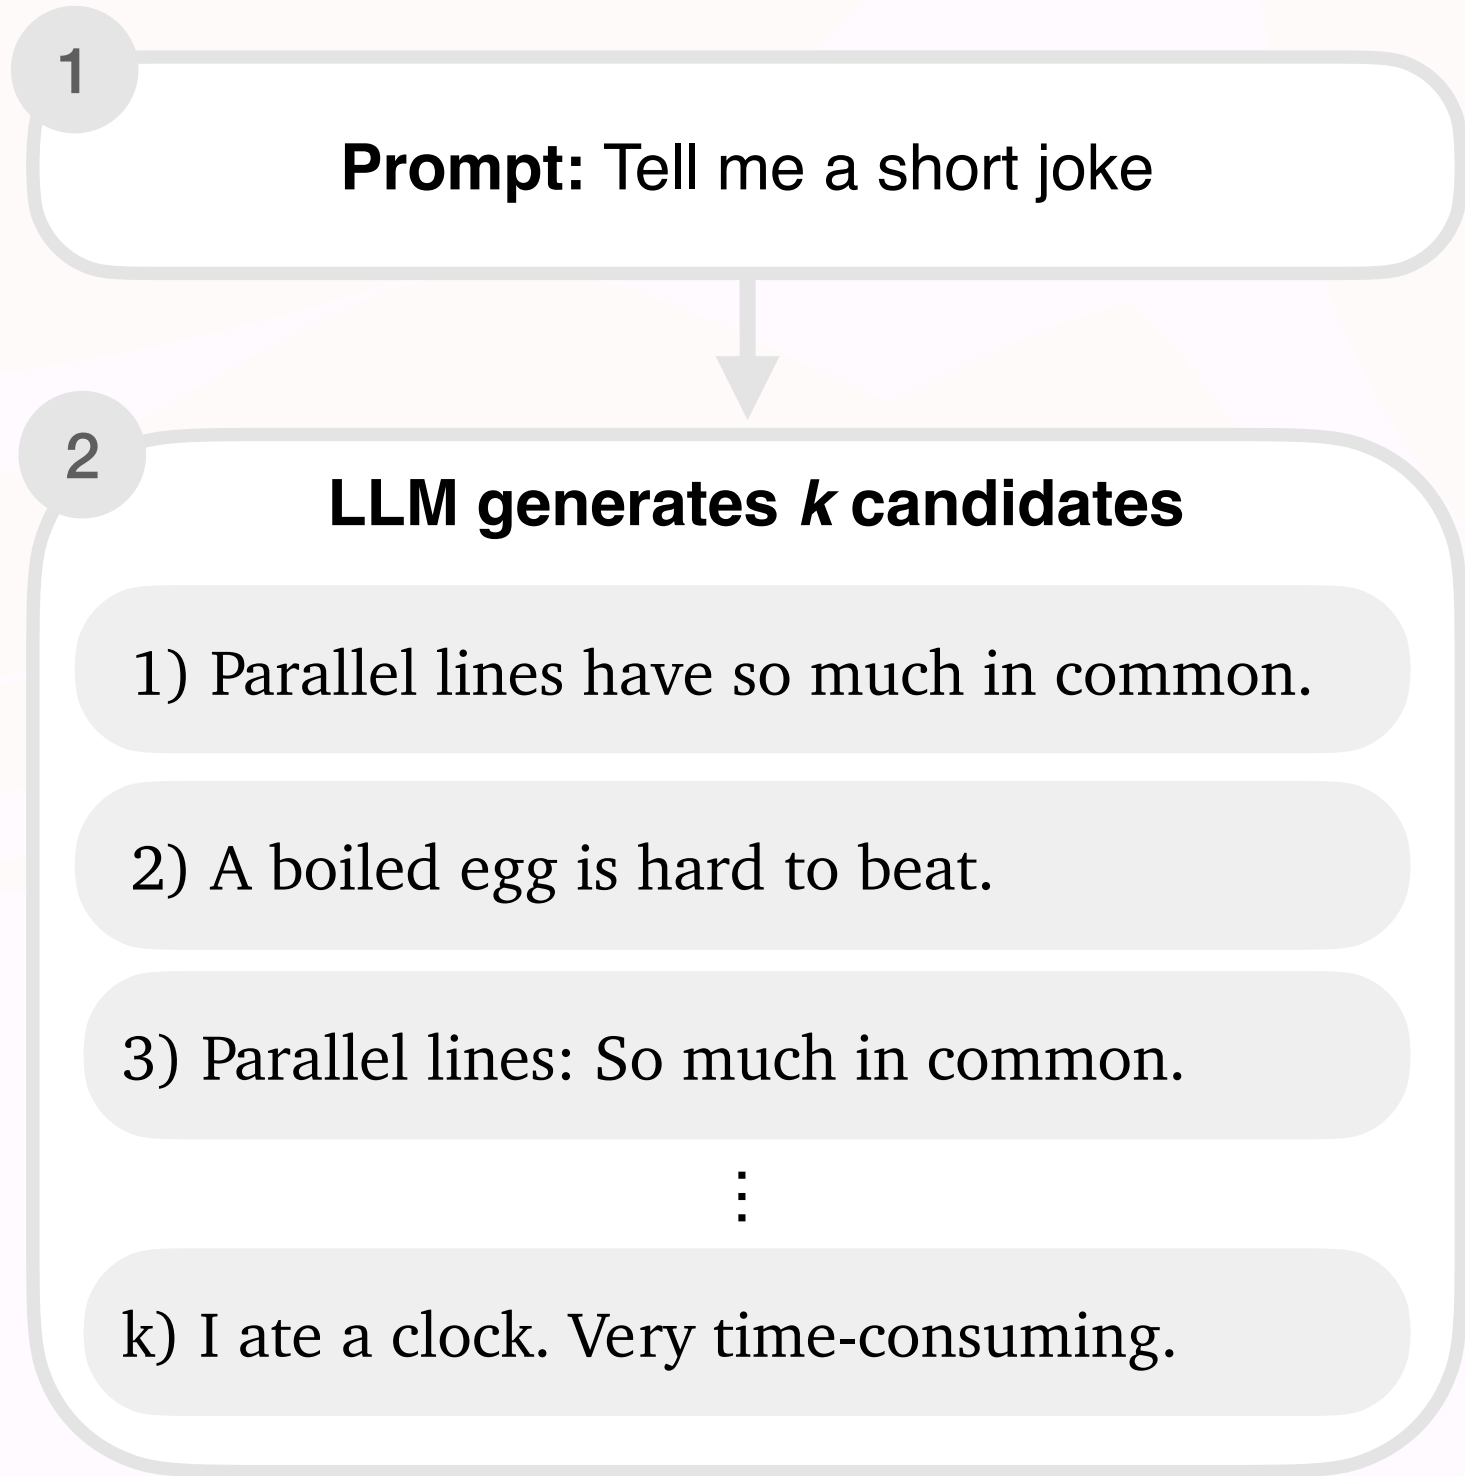 1
Prompt: Tell me a short joke
2
LLM generates k candidates
1) Parallel lines have so much in common.
2) A boiled egg is hard to beat.
3) Parallel lines: So much in common.
⋮
k) I ate a clock. Very time-consuming.